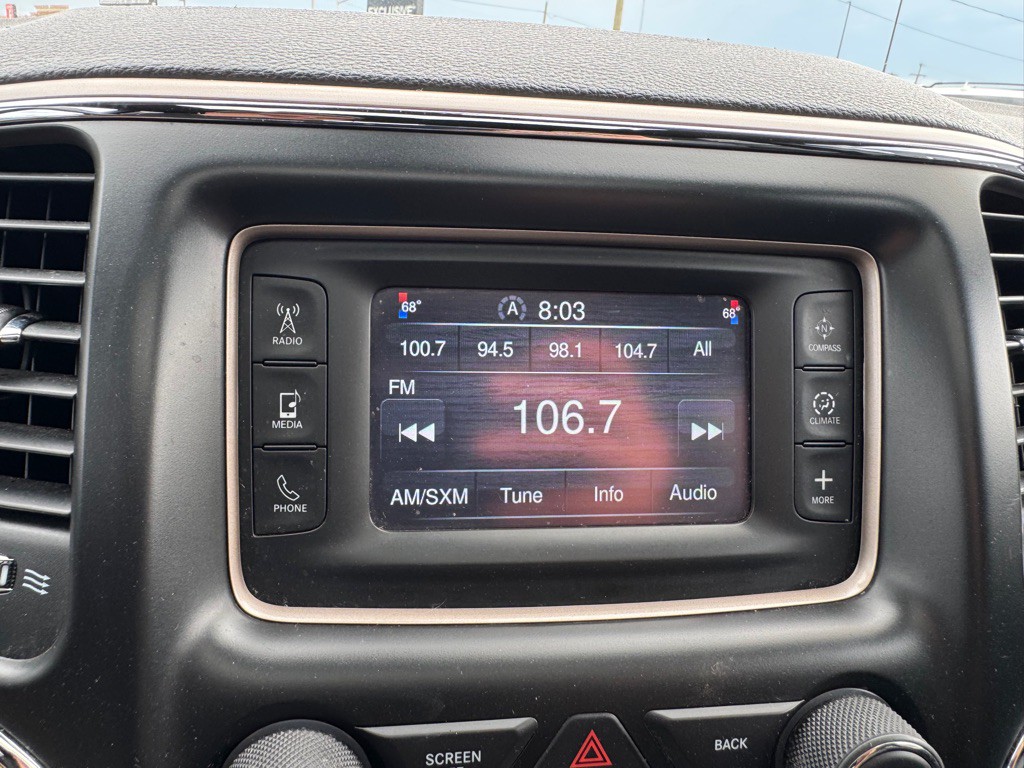 EXCLUSIVE
68° A 8:03 68°
100.7 94.5 98.1 104.7 All
FM
106.7
AM/SXM Tune Info Audio
RADIO
MEDIA
PHONE
N
COMPASS
CLIMATE
MORE
SCREEN
BACK